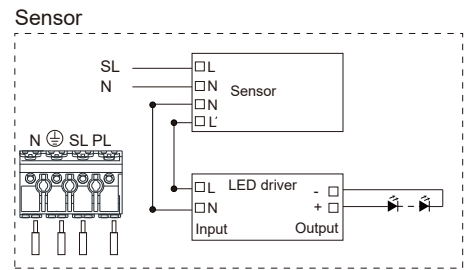 Sensor
SL
L
N
N
Sensor
N
L'
N SL PL
L
LED driver
-
N
+
Input
Output